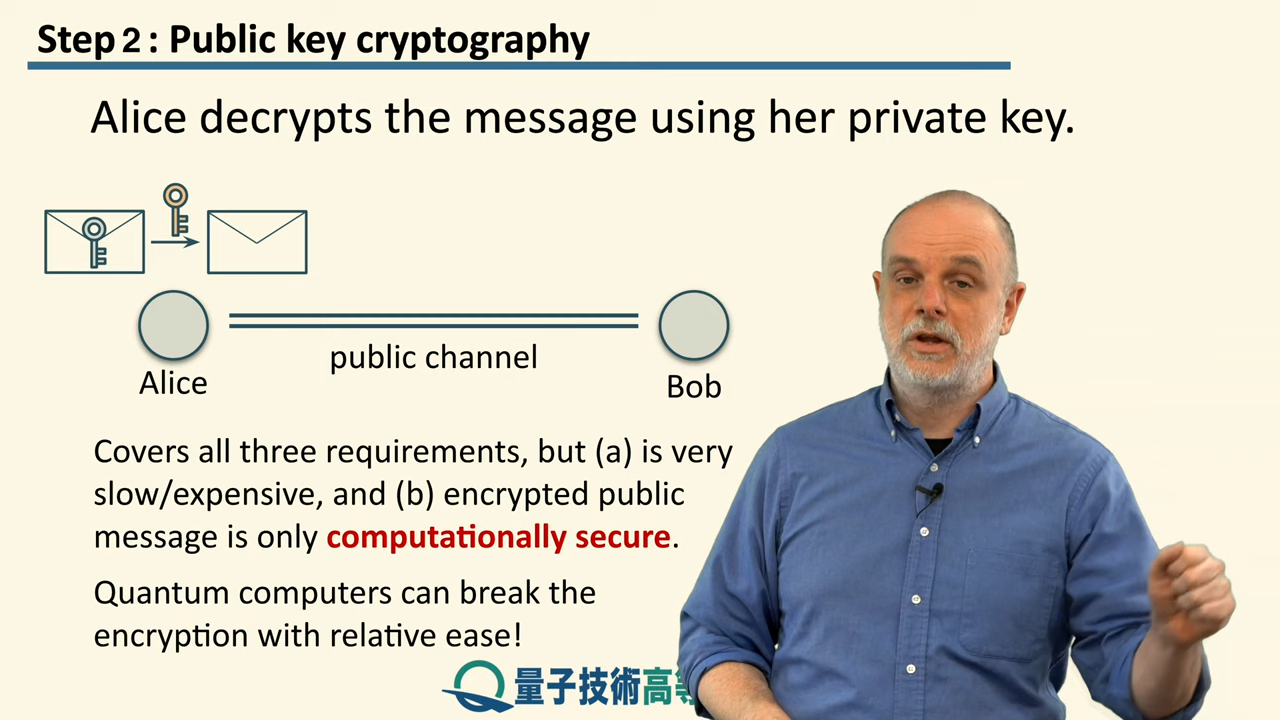 Step 2 : Public key cryptography
Alice decrypts the message using her private key.
public channel
Alice
Bob
Covers all three requirements, but (a) is very
slow/expensive, and (b) encrypted public
message is only computationally secure.
Quantum computers can break the
encryption with relative ease!
量子技術高